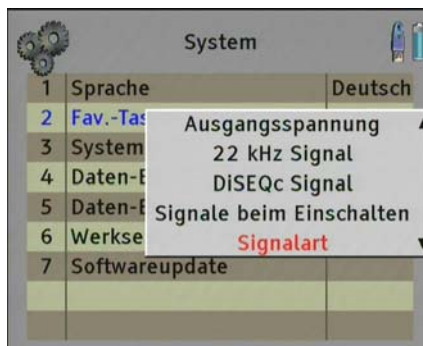 System
1 Sprache Deutsch
2 Fav.-Tas
3 System
4 Daten-E
5 Daten-E
6 Werkse
7 Softwareupdate
Ausgangsspannung
22 kHz Signal
DiSEQc Signal
Signale beim Einschalten
Signalart